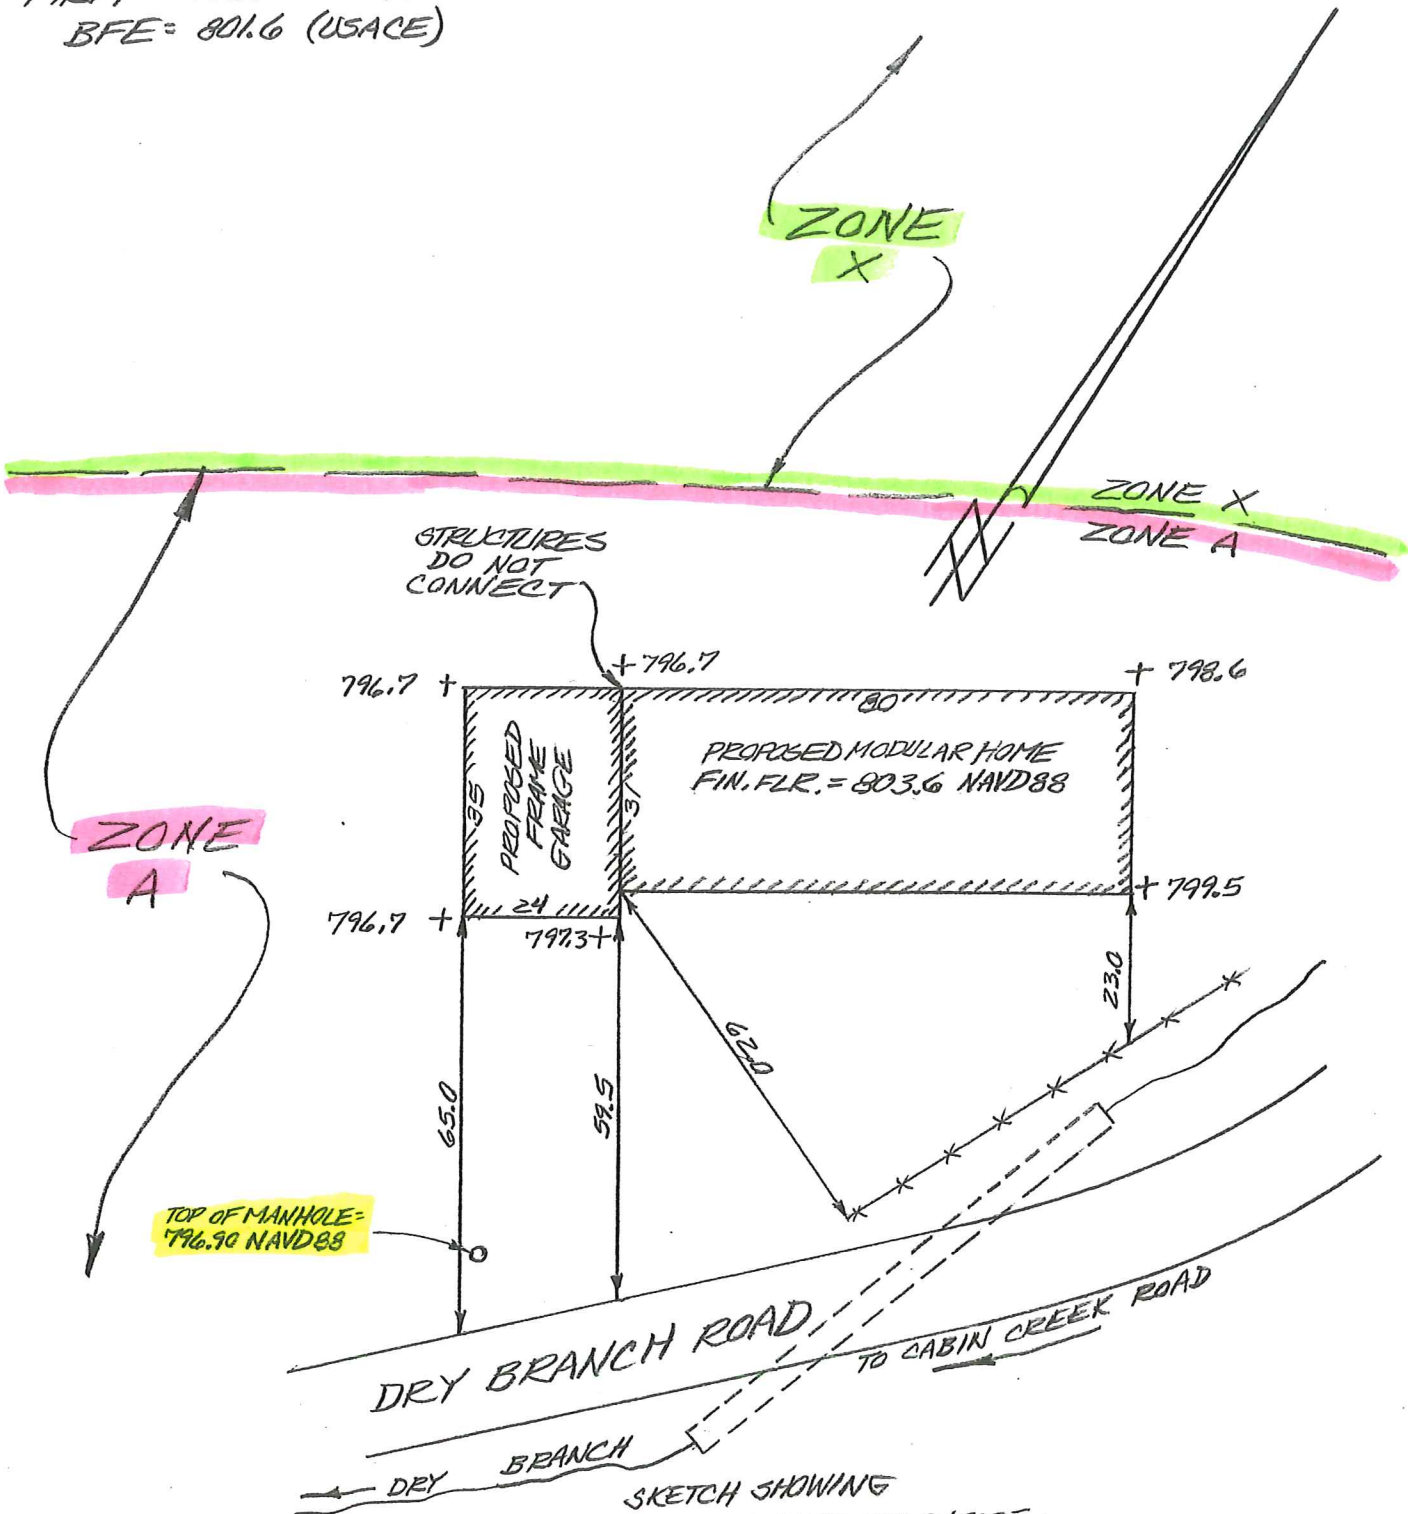 BFE= 801.6 (USACE)
ZONE
X
ZONE X
ZONE A
STRUCTURES
DO NOT
CONNECT
796.7
796.7
798.6
80
PROPOSED MODULAR HOME
FIN. FLR. = 803.6 NAVD88
PROPOSED
FRAME
GARAGE
35
31
24
ZONE
A
796.7
797.3
799.5
23.0
62.0
65.0
59.5
TOP OF MANHOLE=
796.90 NAVD88
DRY BRANCH ROAD
TO CABIN CREEK ROAD
DRY BRANCH
SKETCH SHOWING